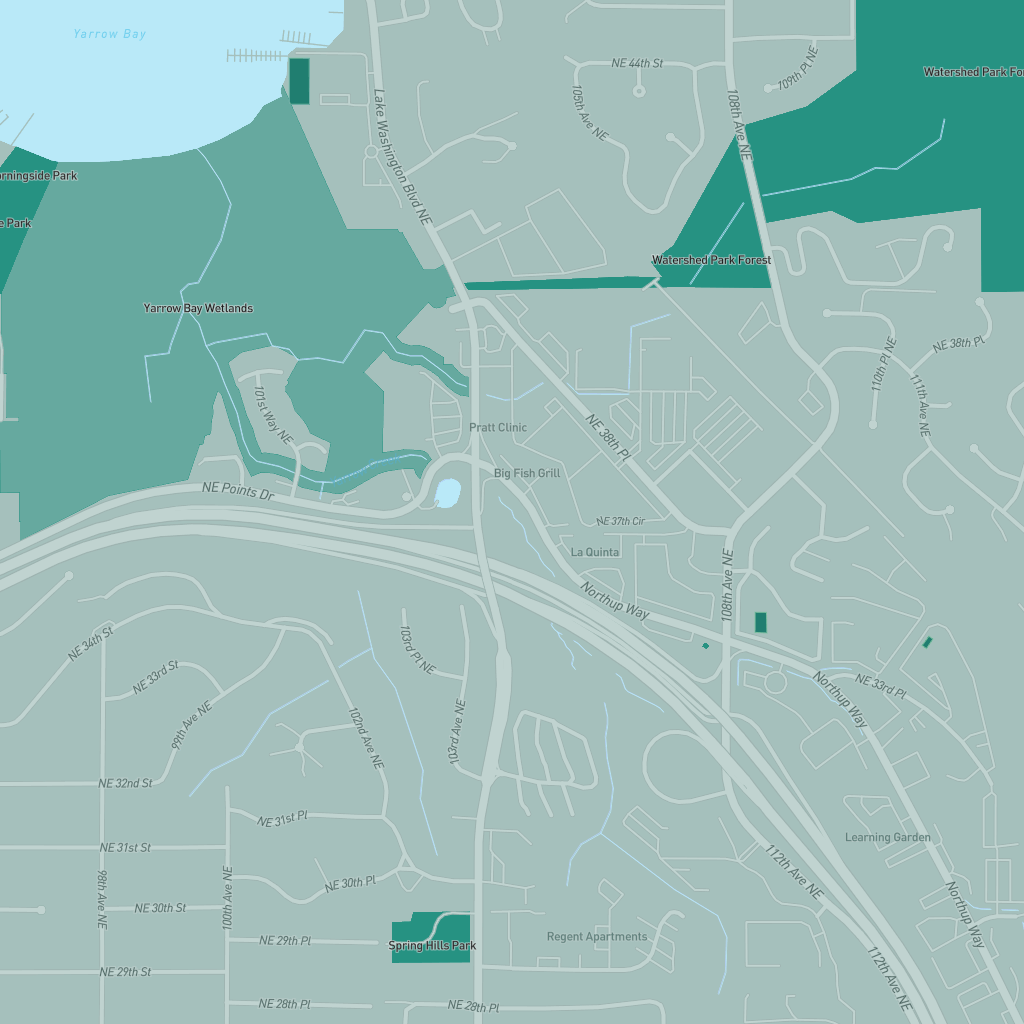 Yarrow Bay
NE 44th St
109th Pl NE
Watershed Park For
Lake Washington Blvd NE
105th Ave NE
108th Ave NE
orningside Park
e Park
Watershed Park Forest
Yarrow Bay Wetlands
NE 38th Pl
110th Pl NE
111th Ave NE
101st Way NE
Pratt Clinic
NE 38th Pl
Big Fish Grill
NE Points Dr
NE 37th Cir
La Quinta
108th Ave NE
Northup Way
NE 34th St
103rd Pl NE
NE 33rd St
NE 33rd Pl
Northup Way
99th Ave NE
102nd Ave NE
103rd Ave NE
NE 32nd St
NE 31st Pl
Learning Garden
NE 31st St
112th Ave NE
98th Ave NE
100th Ave NE
NE 30th Pl
NE 30th St
Northup Way
NE 29th Pl
Spring Hills Park
Regent Apartments
NE 29th St
112th Ave NE
NE 28th Pl
NE 28th Pl